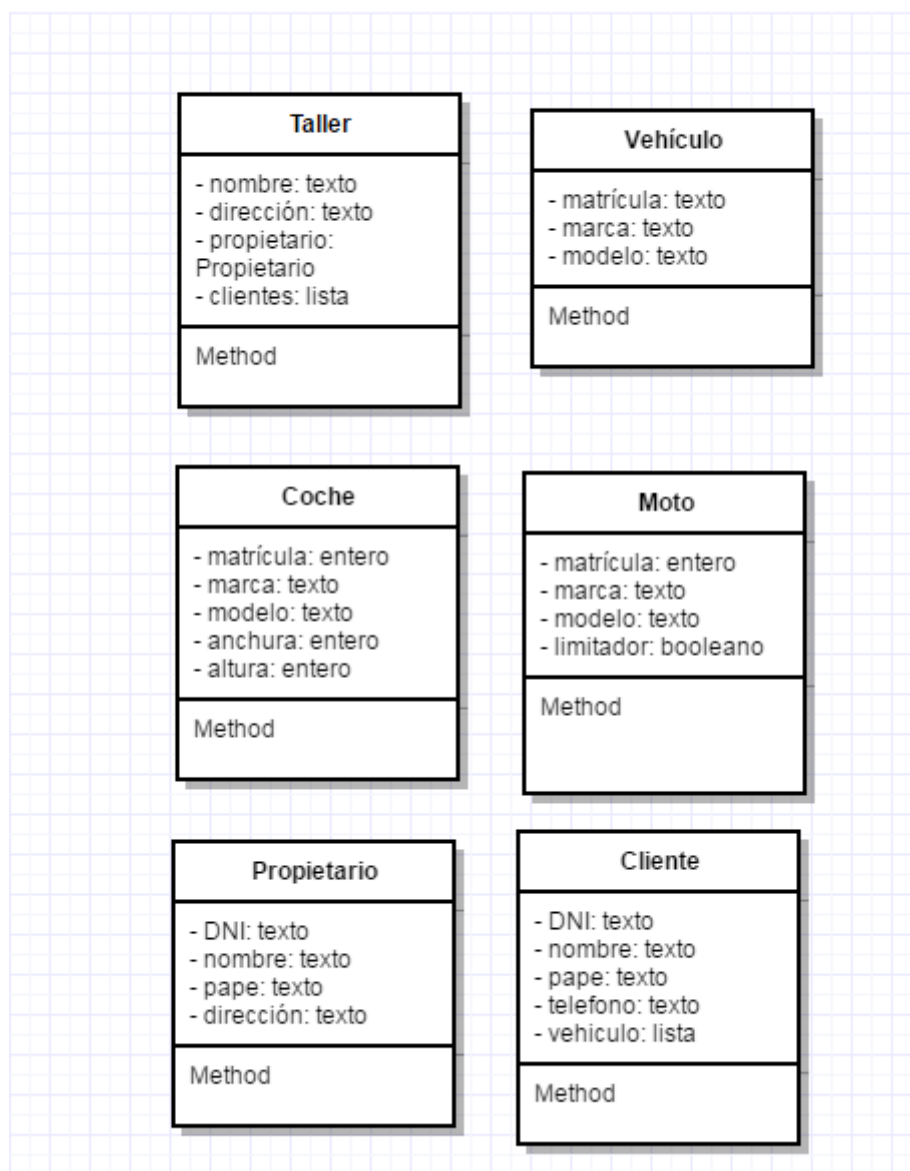 Taller
- nombre: texto
- dirección: texto
- propietario:
Propietario
- clientes: lista
Method
Vehículo
- matrícula: texto
- marca: texto
- modelo: texto
Method
Coche
- matrícula: entero
- marca: texto
- modelo: texto
- anchura: entero
- altura: entero
Method
Moto
- matrícula: entero
- marca: texto
- modelo: texto
- limitador: booleano
Method
Propietario
- DNI: texto
- nombre: texto
- pape: texto
- dirección: texto
Method
Cliente
- DNI: texto
- nombre: texto
- pape: texto
- telefono: texto
- vehiculo: lista
Method